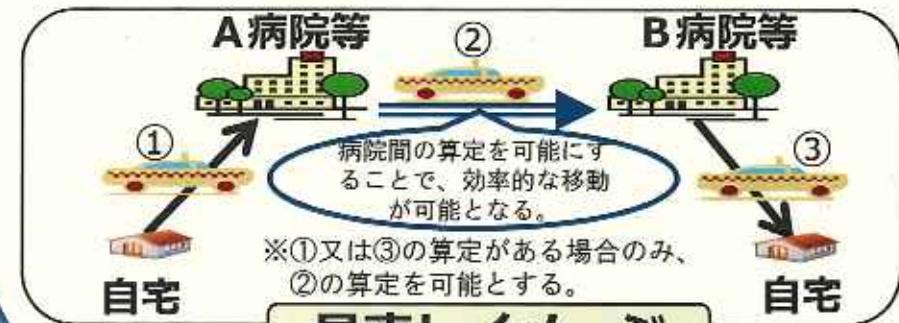 A病院等
②
B病院等
①
③
病院間の算定を可能にす
ることで、効率的な移動
が可能となる。
※①又は③の算定がある場合のみ、
②の算定を可能とする。
自宅
自宅